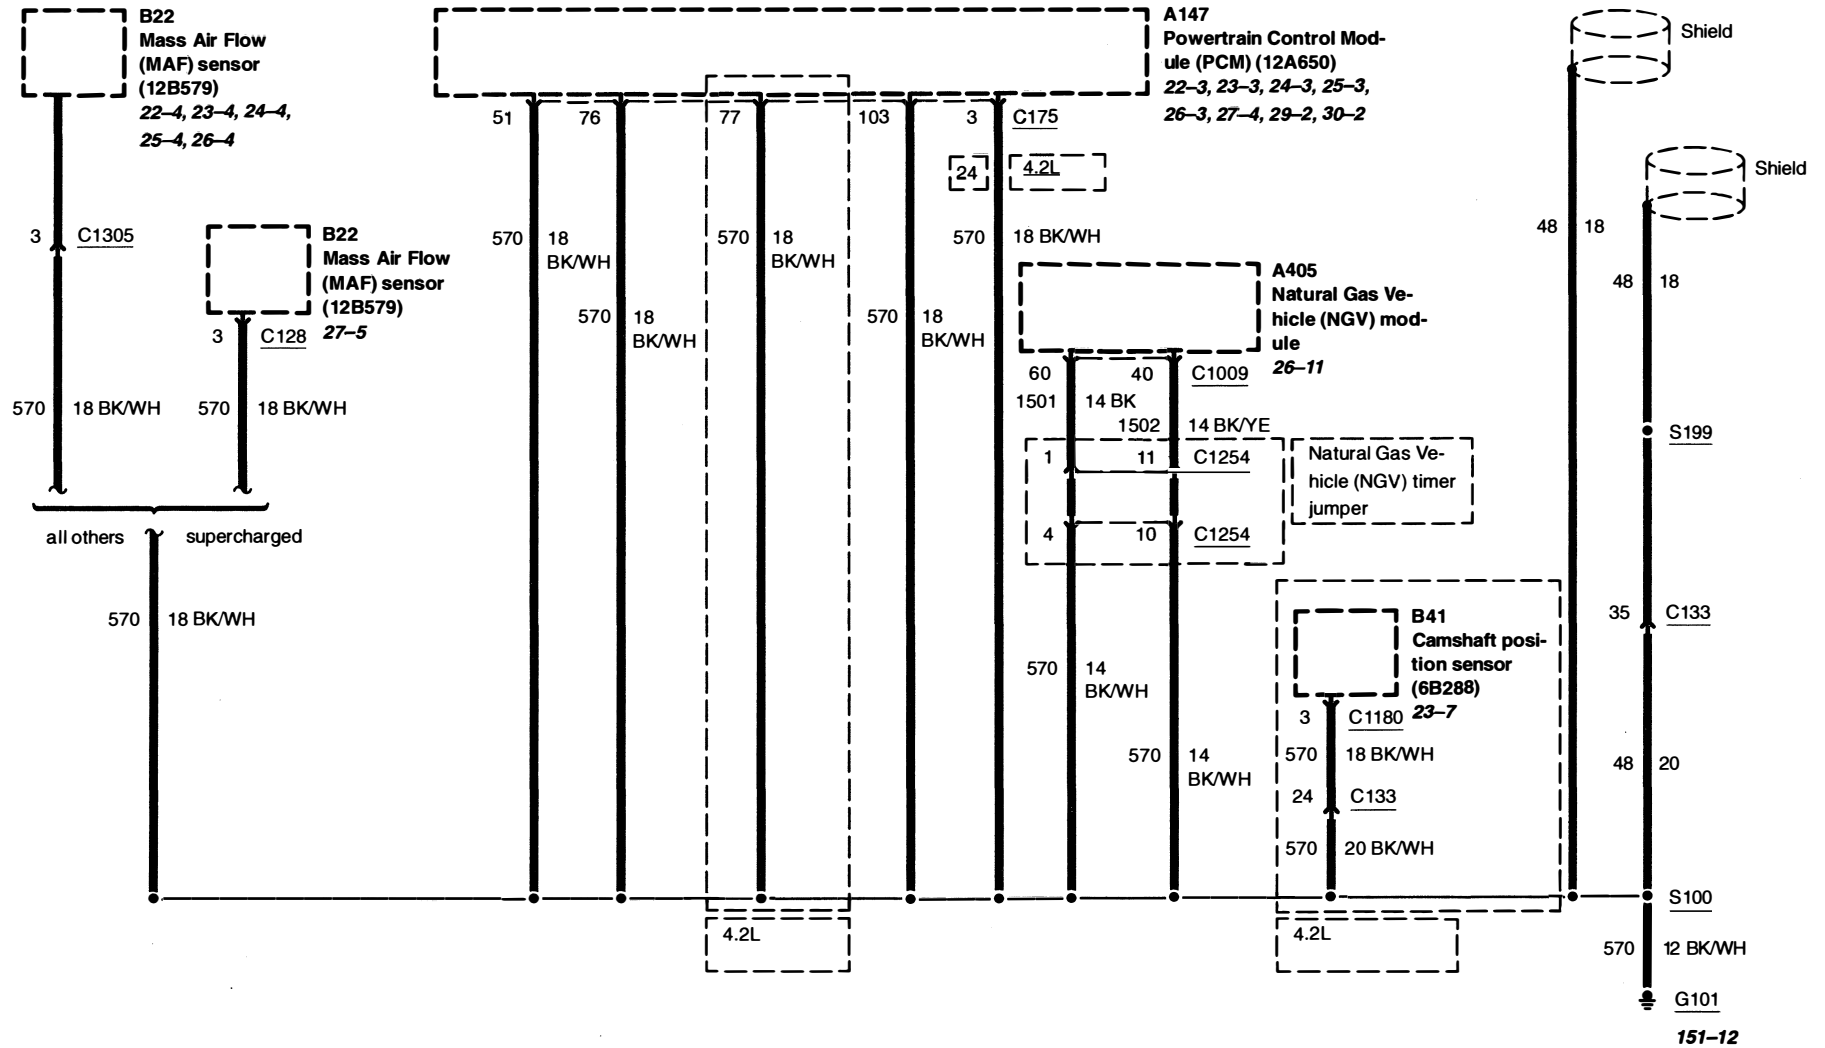 B22
Mass Air Flow
(MAF) sensor
(12B579)
22–4, 23–4, 24–4,
25–4, 26–4
3 C1305
570 18 BK/WH
all others
B22
Mass Air Flow
(MAF) sensor
(12B579)
27–5
3 C128
570 18 BK/WH
supercharged
570 18 BK/WH
A147
Powertrain Control Mod-
ule (PCM) (12A650)
22–3, 23–3, 24–3, 25–3,
26–3, 27–4, 29–2, 30–2
51 76 77 103 3 C175
24 4.2L
570 18
BK/WH
570 18
BK/WH
570 18
BK/WH
570 18
BK/WH
570 18 BK/WH
4.2L
A405
Natural Gas Ve-
hicle (NGV) mod-
ule
26–11
60 40 C1009
1501 14 BK
1502 14 BK/YE
1 11 C1254
4 10 C1254
Natural Gas Ve-
hicle (NGV) timer
jumper
570 14
BK/WH
570 14
BK/WH
B41
Camshaft posi-
tion sensor
(6B288)
23–7
3 C1180
570 18 BK/WH
24 C133
570 20 BK/WH
4.2L
Shield
48 18
Shield
48 18
S199
35 C133
48 20
S100
570 12 BK/WH
G101
151–12